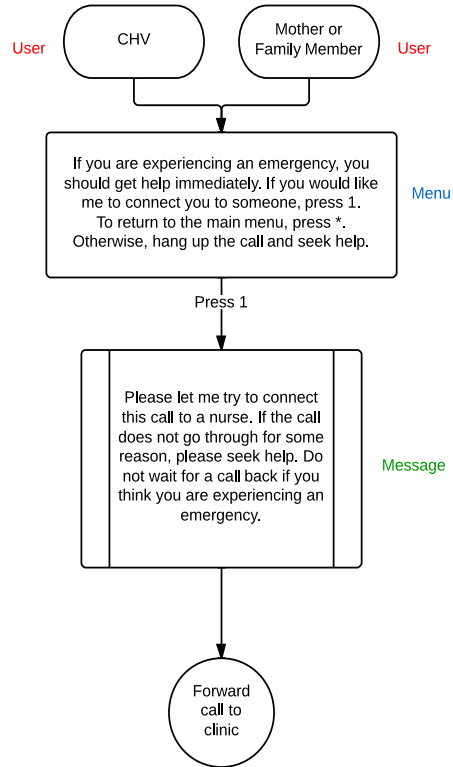 User
CHV
Mother or
Family Member
User
If you are experiencing an emergency, you
should get help immediately. If you would like
me to connect you to someone, press 1.
To return to the main menu, press *.
Otherwise, hang up the call and seek help.
Menu
Press 1
Please let me try to connect
this call to a nurse. If the call
does not go through for some
reason, please seek help. Do
not wait for a call back if you
think you are experiencing an
emergency.
Message
Forward
call to
clinic